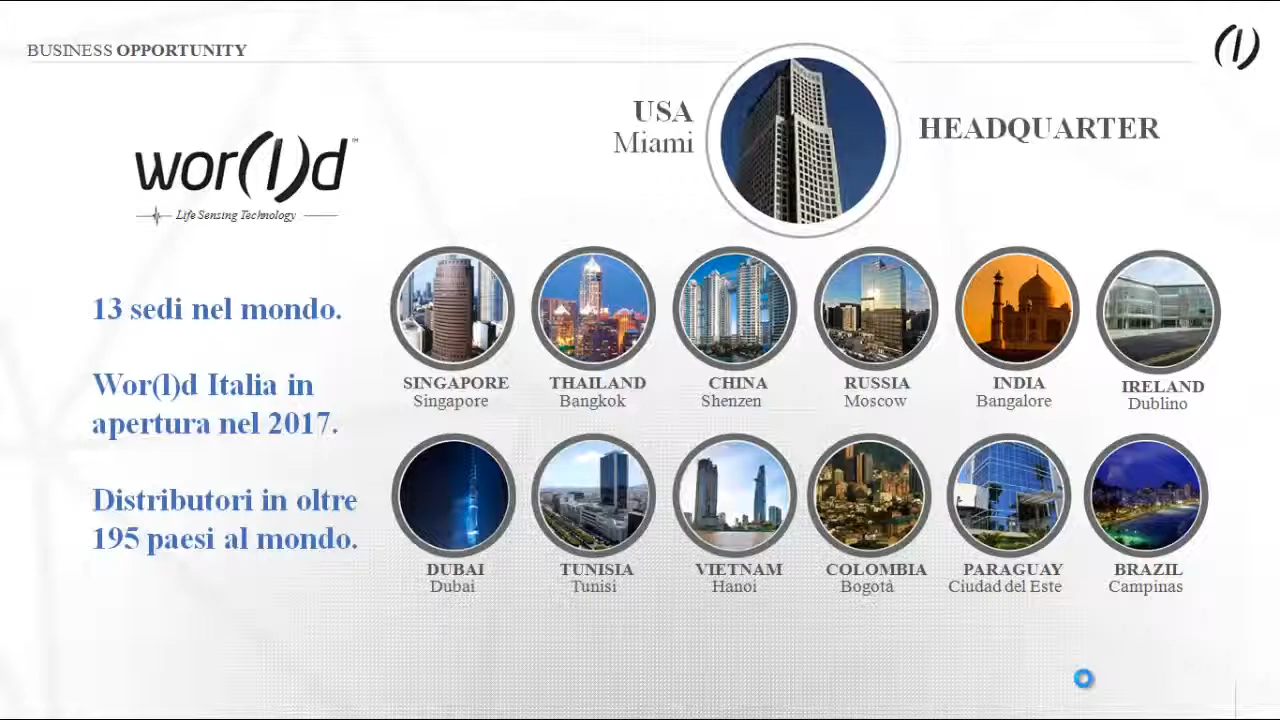 BUSINESS OPPORTUNITY
(l)
USA
Miami
HEADQUARTER
wor(l)d™
Life Sensing Technology
13 sedi nel mondo.
Wor(l)d Italia in
apertura nel 2017.
Distributori in oltre
195 paesi al mondo.
SINGAPORE
Singapore
THAILAND
Bangkok
CHINA
Shenzen
RUSSIA
Moscow
INDIA
Bangalore
IRELAND
Dublino
DUBAI
Dubai
TUNISIA
Tunisi
VIETNAM
Hanoi
COLOMBIA
Bogotà
PARAGUAY
Ciudad del Este
BRAZIL
Campinas